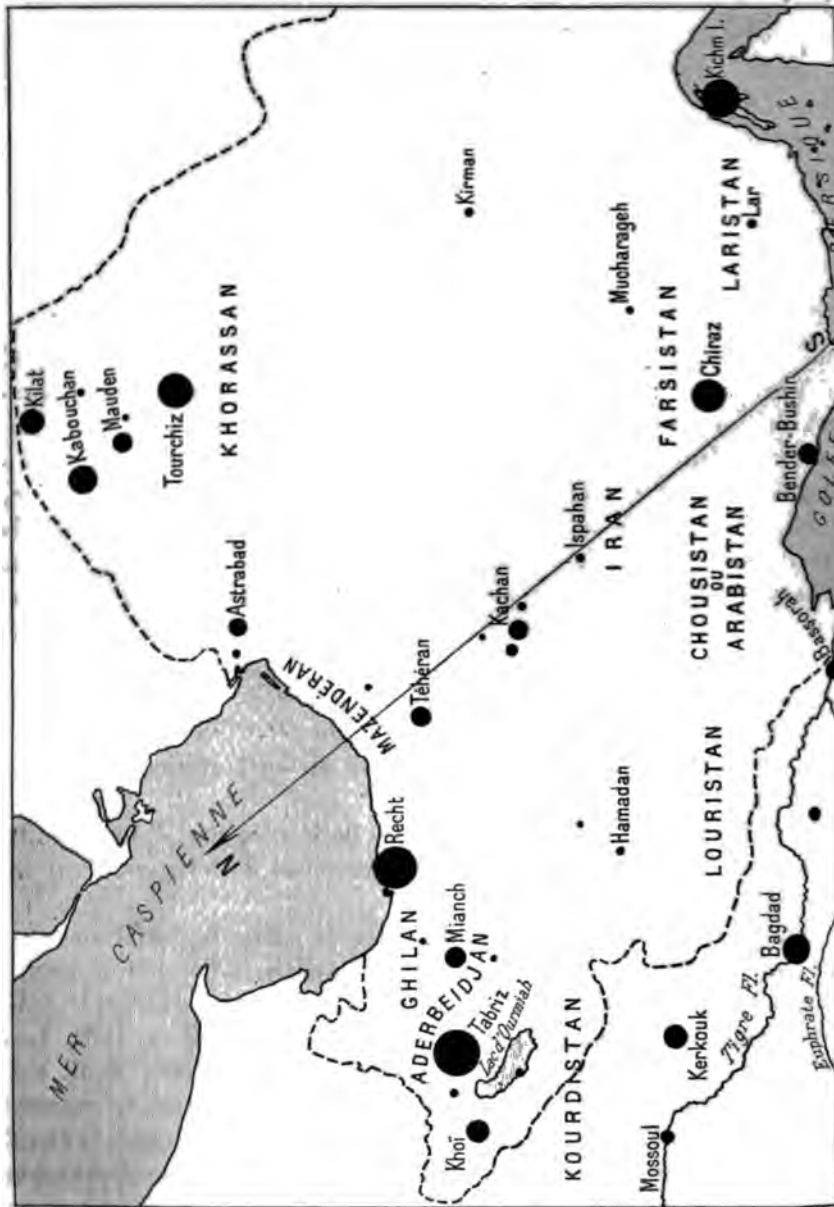 MER CASPIENNE
N
S
Kilat
Kabouchan
Mauden
Tourchiz
KHORASSAN
Astrabad
MAZENDÉRAN
Téhéran
Recht
GHILAN
Mianch
ADERBEIDJAN
Tabriz
Lac d'Ourmiah
Khoï
KOURDISTAN
Kachan
Ispahan
IRAN
Hamadan
LOURISTAN
Kirman
Mucharageh
FARSISTAN
Chiraz
LARISTAN
Lar
Kichm I.
CHOUSISTAN
OU
ARABISTAN
Bender-Bushir
Bassorah
Bagdad
Kerkouk
Mossoul
Tigre Fl.
Euphrate Fl.
GOLFE